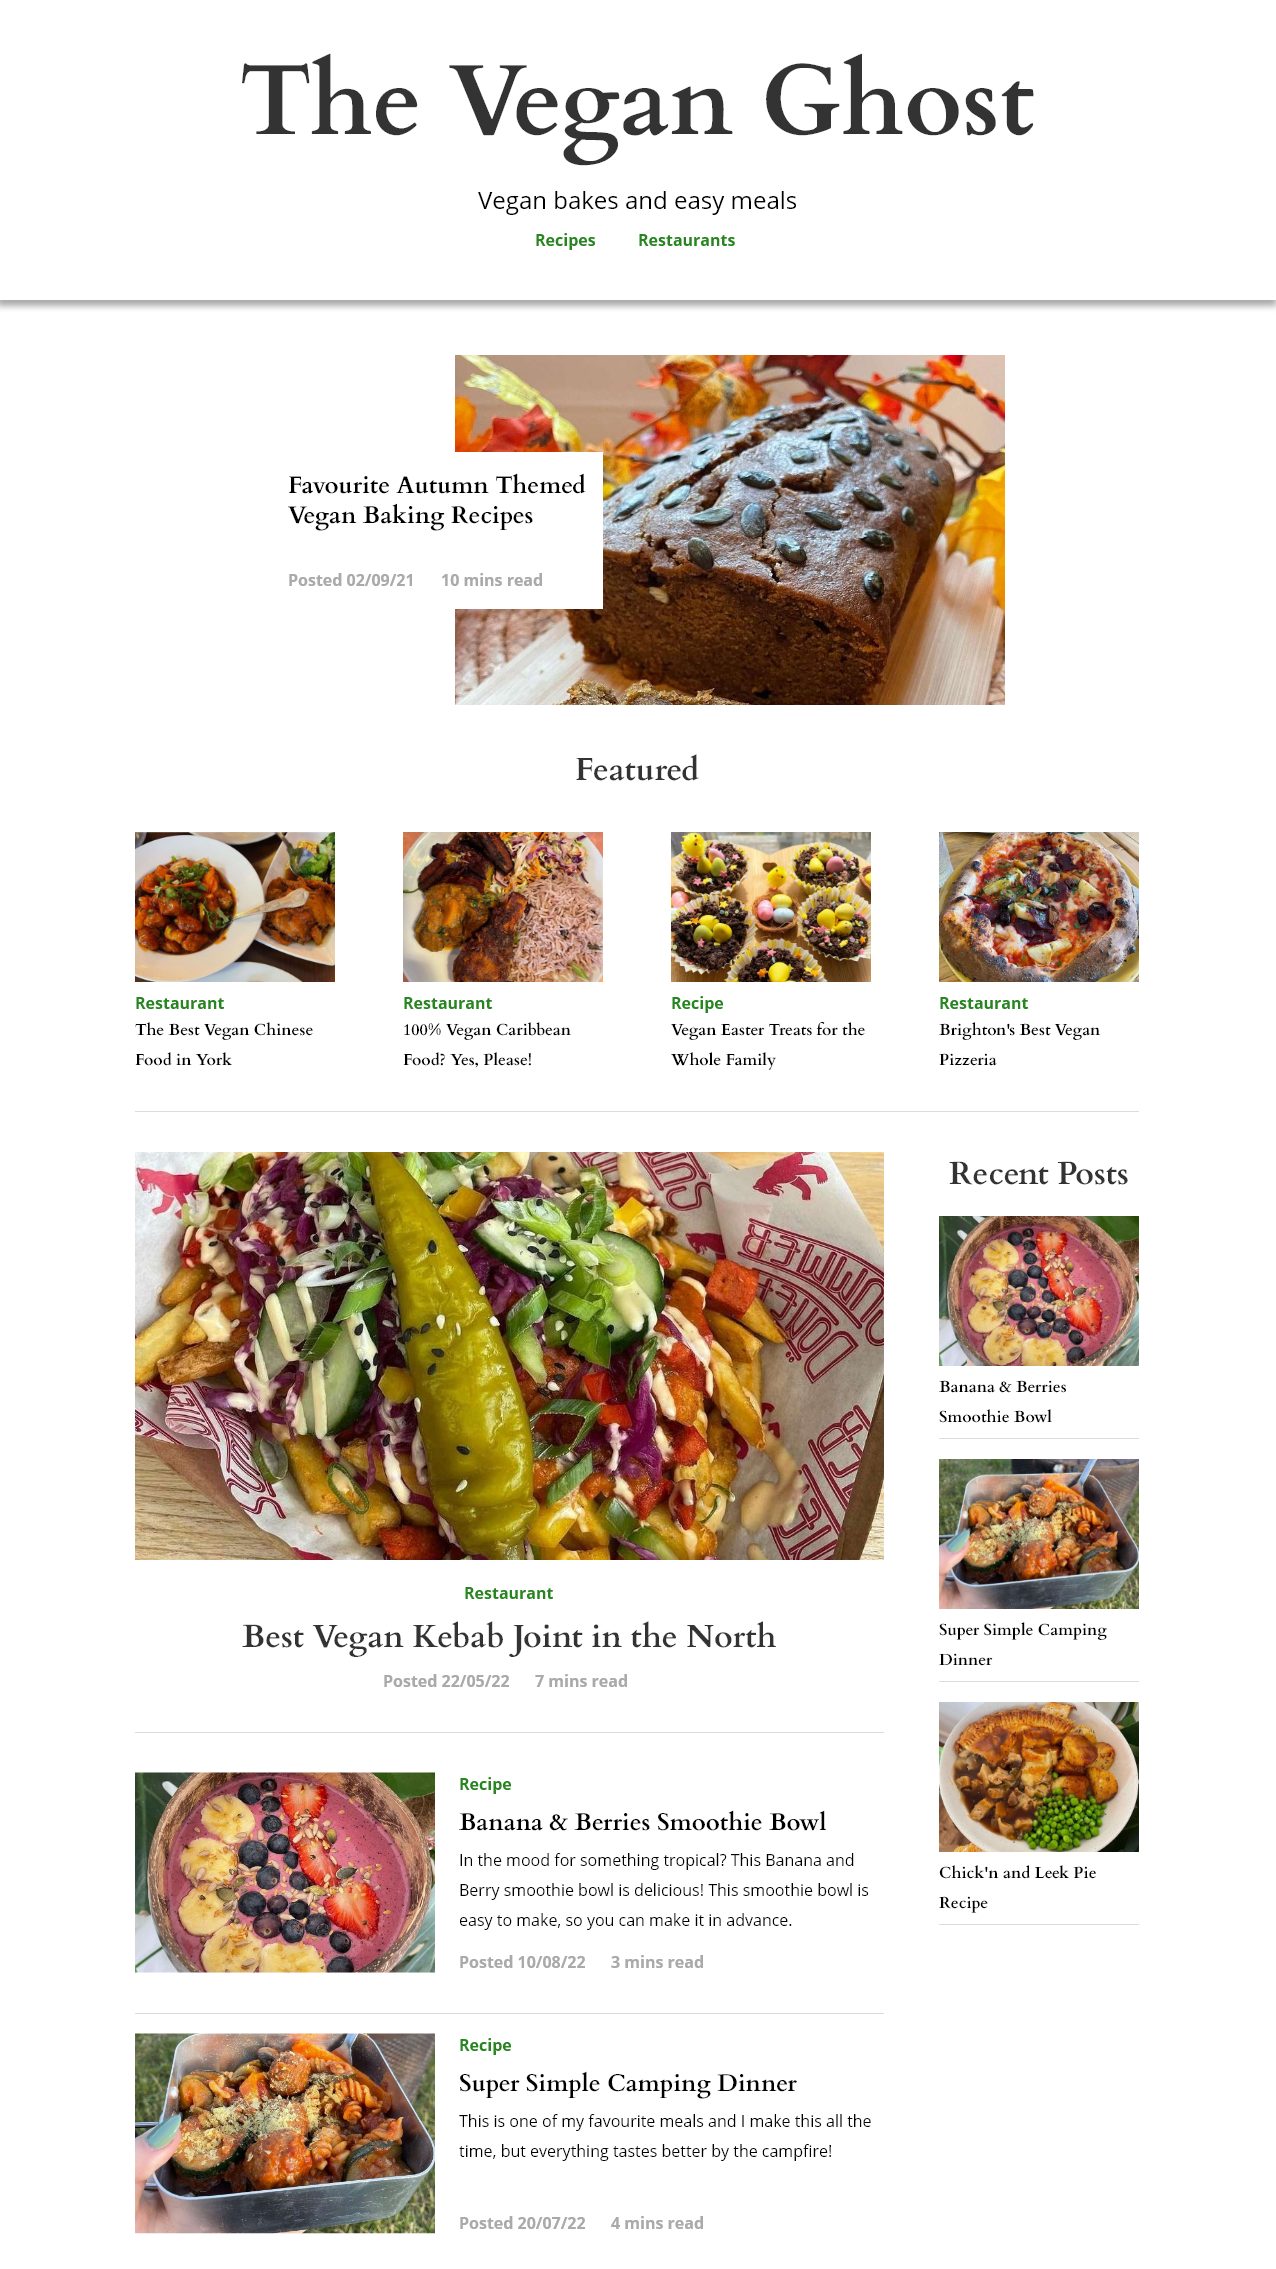 The Vegan Ghost
Vegan bakes and easy meals
Recipes Restaurants
Favourite Autumn Themed
Vegan Baking Recipes
Posted 02/09/21 10 mins read
Featured
Restaurant
The Best Vegan Chinese
Food in York
Restaurant
100% Vegan Caribbean
Food? Yes, Please!
Recipe
Vegan Easter Treats for the
Whole Family
Restaurant
Brighton's Best Vegan
Pizzeria
DÖNER
SUMMER
Restaurant
Best Vegan Kebab Joint in the North
Posted 22/05/22 7 mins read
Recipe
Banana & Berries Smoothie Bowl
In the mood for something tropical? This Banana and
Berry smoothie bowl is delicious! This smoothie bowl is
easy to make, so you can make it in advance.
Posted 10/08/22 3 mins read
Recipe
Super Simple Camping Dinner
This is one of my favourite meals and I make this all the
time, but everything tastes better by the campfire!
Posted 20/07/22 4 mins read
Recent Posts
Banana & Berries
Smoothie Bowl
Super Simple Camping
Dinner
Chick'n and Leek Pie
Recipe